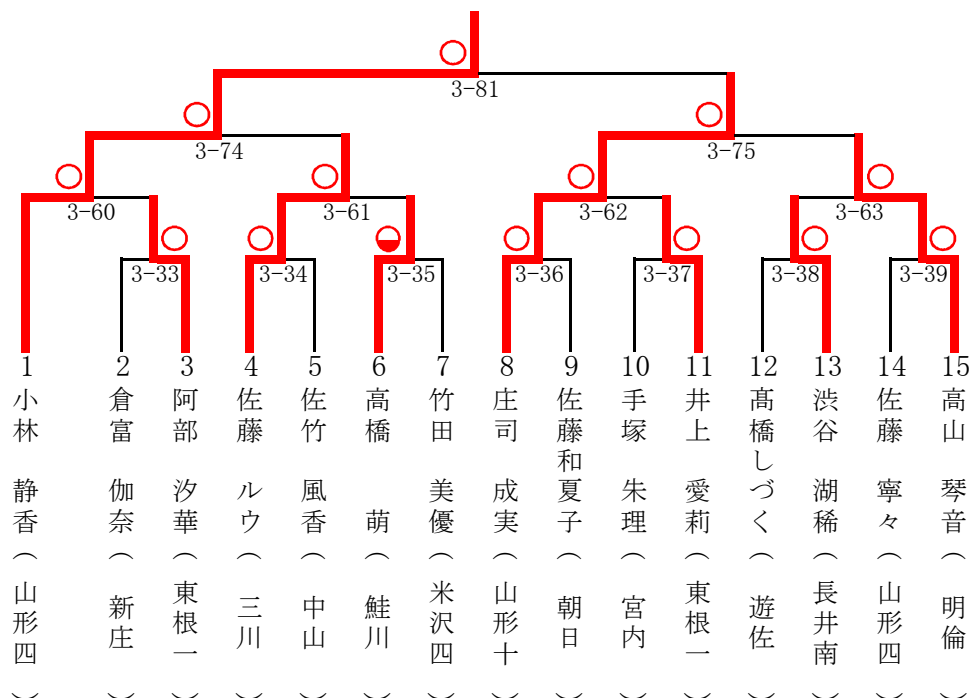 3-81
3-74
3-75
3-60
3-61
3-62
3-63
3-33
3-34
3-35
3-36
3-37
3-38
3-39
1
2
3
4
5
6
7
8
9
10
11
12
13
14
15
小林 静香(山形四)
倉富 伽奈(新庄)
阿部 汐華(東根一)
佐藤 ルウ(三川)
佐竹 風香(中山)
高橋 萌(鮭川)
竹田 美優(米沢四)
庄司 成実(山形十)
佐藤和夏子(朝日)
手塚 朱理(宮内)
井上 愛莉(東根一)
髙橋しづく(遊佐)
渋谷 湖稀(長井南)
佐藤 寧々(山形四)
高山 琴音(明倫)